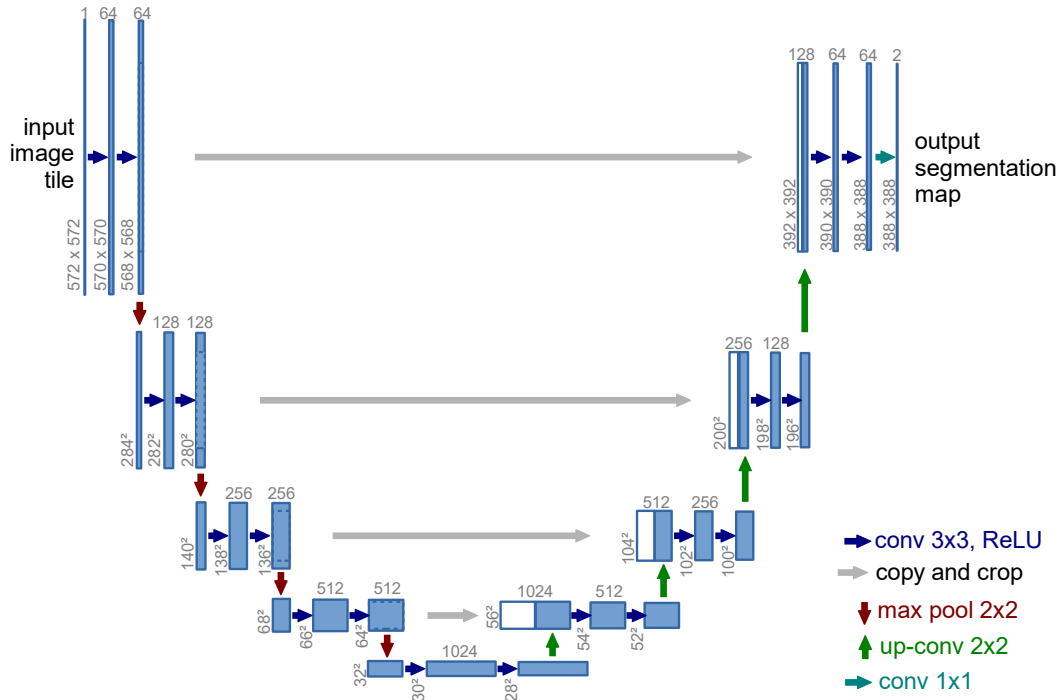 1
64
64
128
64
64
2
input
image
tile
output
segmentation
map
572 x 572
570 x 570
568 x 568
392 x 392
390 x 390
388 x 388
388 x 388
128
128
256
128
284²
282²
280²
200²
198²
196²
256
256
512
256
140²
138²
136²
104²
102²
100²
512
512
1024
512
68²
66²
64²
56²
54²
52²
1024
32²
30²
28²
conv 3x3, ReLU
copy and crop
max pool 2x2
up-conv 2x2
conv 1x1